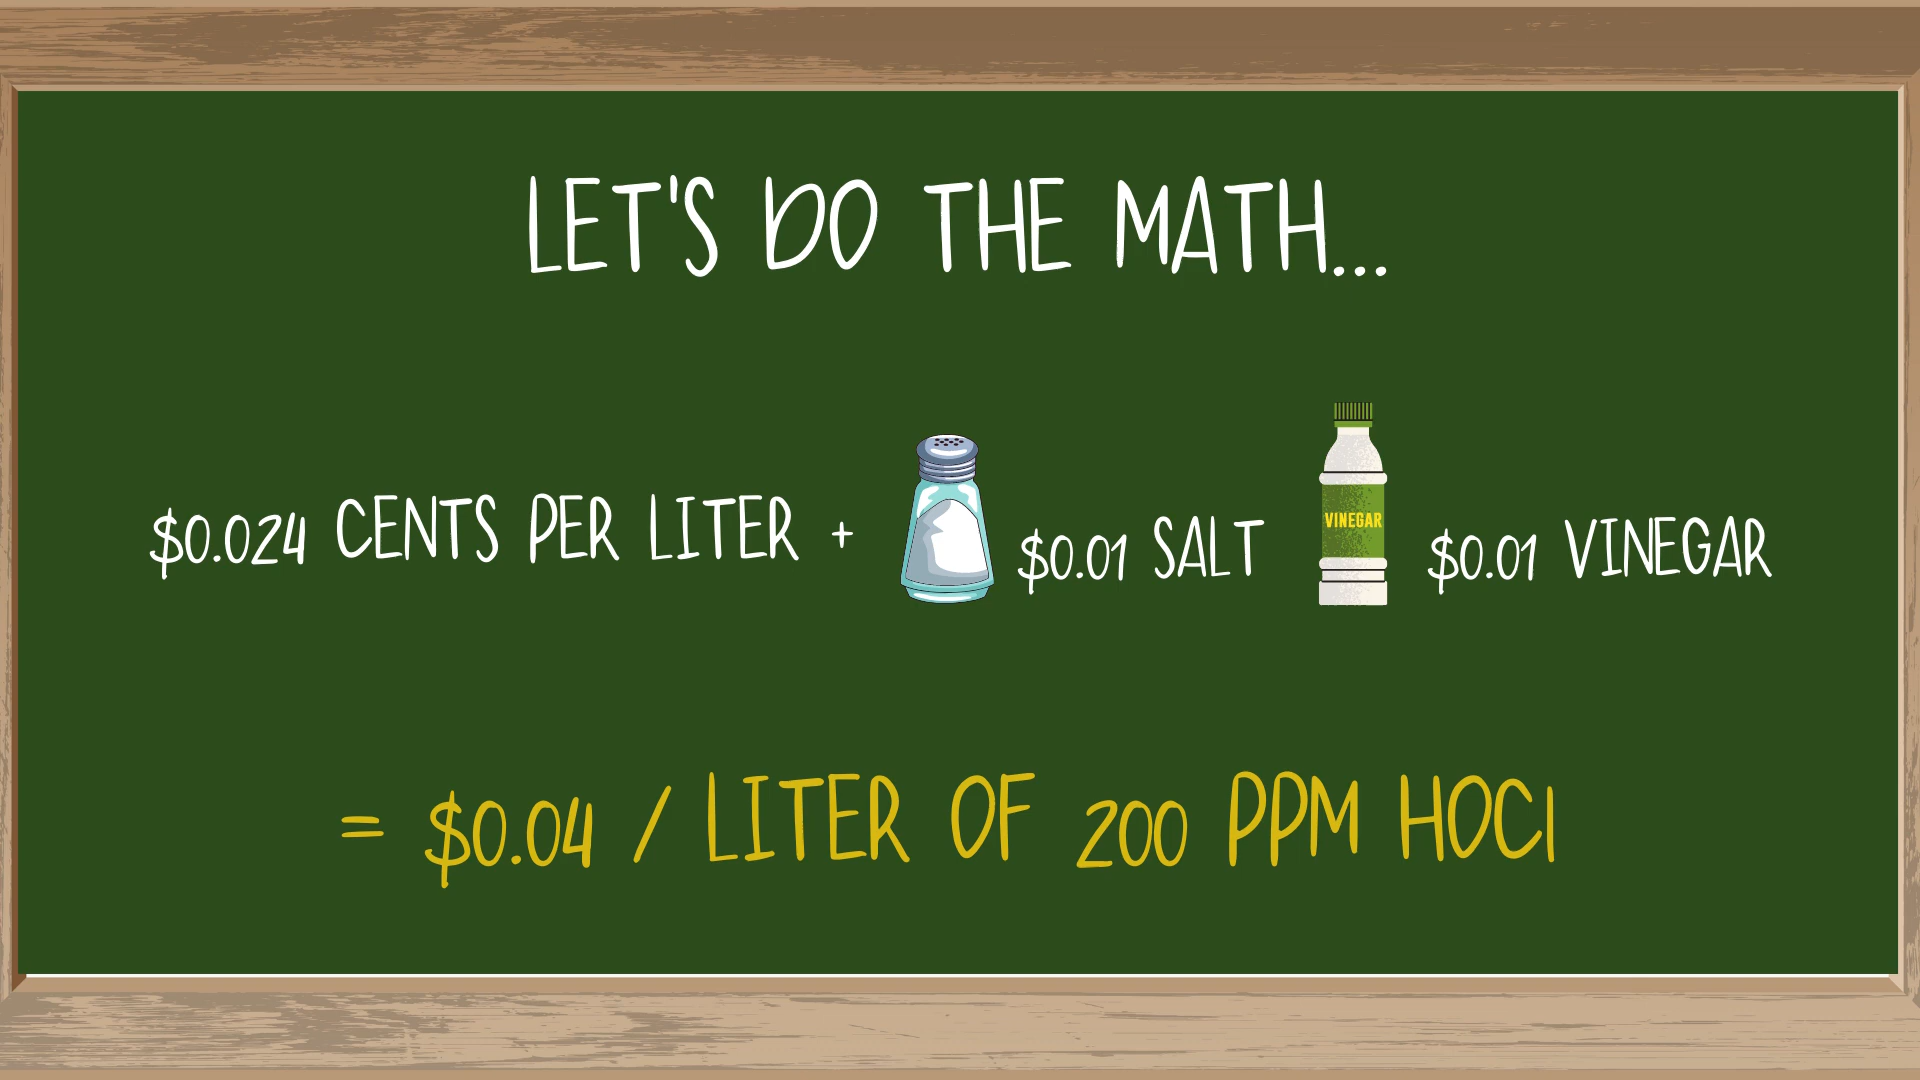 LET'S DO THE MATH...
$0.024 CENTS PER LITER + $0.01 SALT VINEGAR $0.01 VINEGAR
= $0.04 / LITER OF 200 PPM HOCl